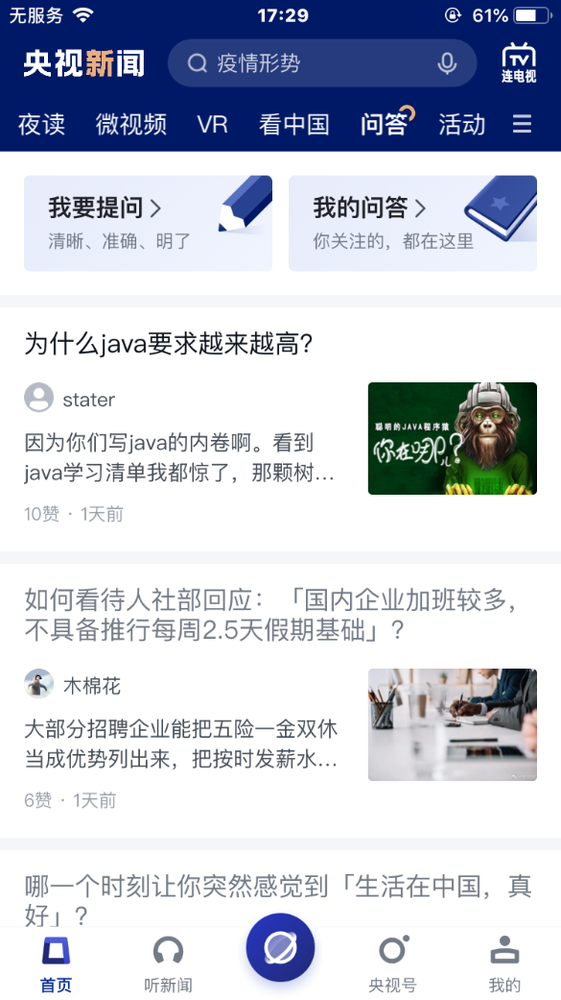 无服务 17:29 61%
央视新闻 疫情形势 TV
连电视
夜读 微视频 VR 看中国 问答 活动
我要提问 我的问答
清晰、准确、明了 你关注的，都在这里
为什么java要求越来越高?
stater
因为你们写java的内卷啊。看到
java学习清单我都惊了，那颗树...
10赞 · 1天前
聪明的JAVA程序猿
你在哪儿?
如何看待人社部回应：「国内企业加班较多，
不具备推行每周2.5天假期基础」?
木棉花
大部分招聘企业能把五险一金双休
当成优势列出来，把按时发薪水...
6赞 · 1天前
哪一个时刻让你突然感觉到「生活在中国，真
好」?
首页 听新闻 央视号 我的